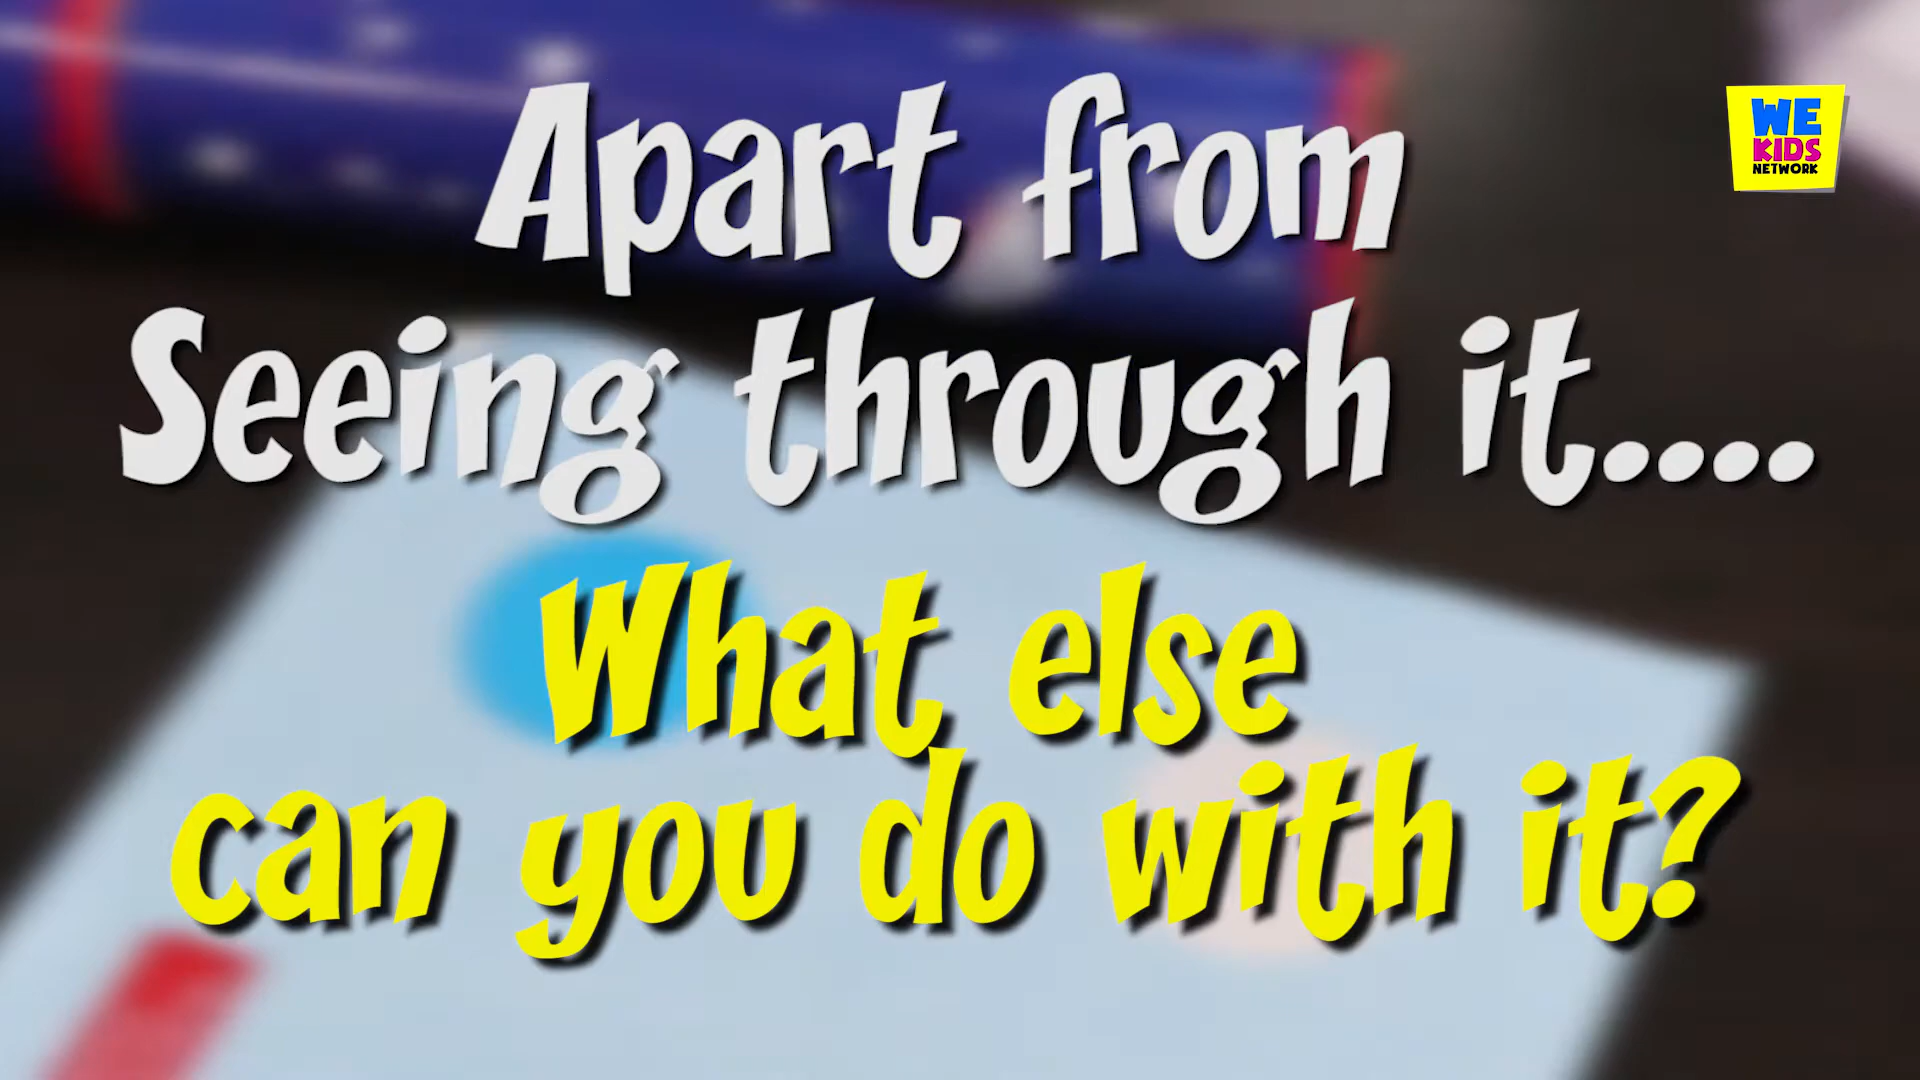 Apart from
WE
KIDS
NETWORK
Seeing through it....
What else
can you do with it?